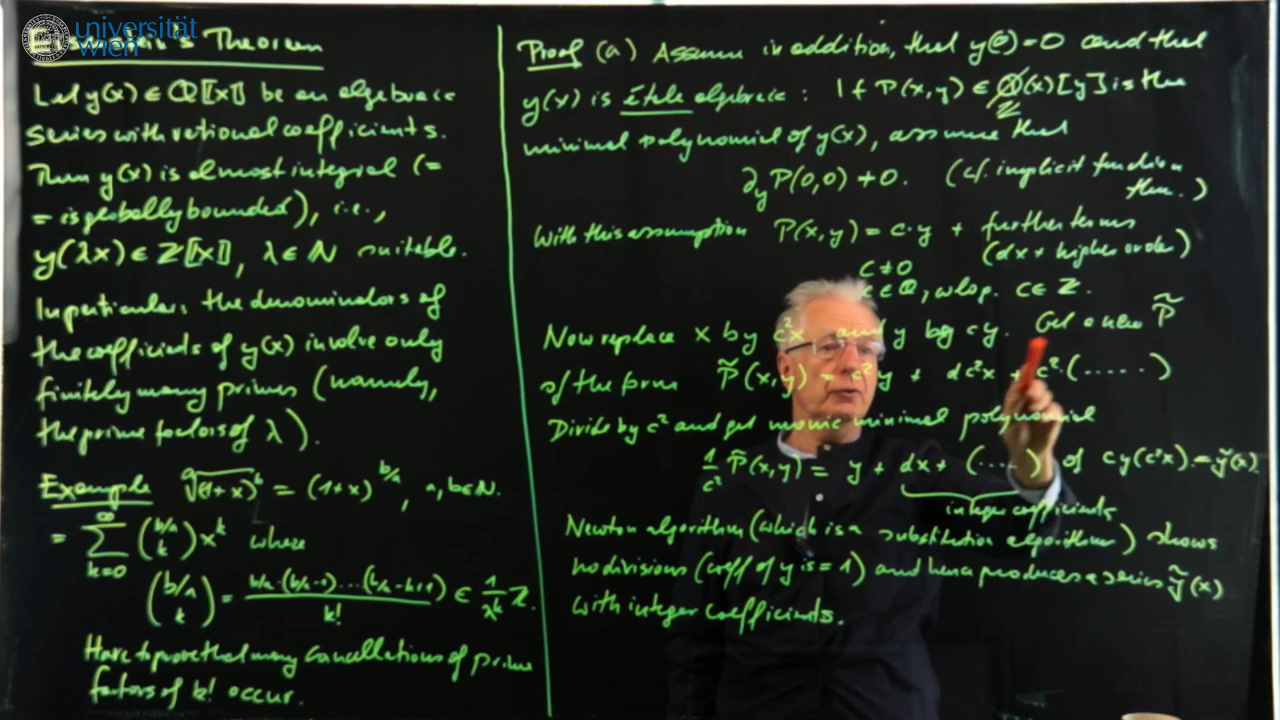 universität
wien
Eisenstein's Theorem
Let y(x) ∈ ℚ[[x]] be an algebraic
series with rational coefficients.
Then y(x) is almost integral (=
= is globally bounded), i.e.,
y(λx) ∈ ℤ[[x]], λ ∈ ℕ suitable.
In particular: the denominators of
the coefficients of y(x) involve only
finitely many primes (namely,
the prime factors of λ).
Example ᵃ√(1+x)ᵇ = (1+x)^{b/a}, a, b ∈ ℕ.
= ∑_{k=0}^{∞} (b/a k) x^k where
(b/a k) = b/a·(b/a-1)...(b/a-k+1) / k! ∈ 1/λ^k ℤ.
Have to prove that many cancellations of prime
factors of k! occur.
Proof (a) Assume in addition, that y(0)=0 and that
y(x) is étale algebraic: If P(x,y) ∈ ℤ(x)[y] is the
minimal polynomial of y(x), assume that
∂_y P(0,0) ≠ 0. (cf. implicit function
thm.)
With this assumption P(x,y) = c·y + further terms
(dx + higher order)
c ≠ 0
c ∈ ℚ, wlog. c ∈ ℤ.
Now replace x by c²x and y by cy. Get a new P̃
of the form P̃(x,y) = c²y + dc²x + c²·(.....)
Divide by c² and get monic minimal polynomial
1/c² P̃(x,y) = y + dx + (....) of cy(c²x).=ỹ(x).
integer coefficients
Newton algorithm (which is a substitution algorithm) shows
no divisions (coeff of y is = 1) and hence produces a series ỹ(x)
with integer coefficients.